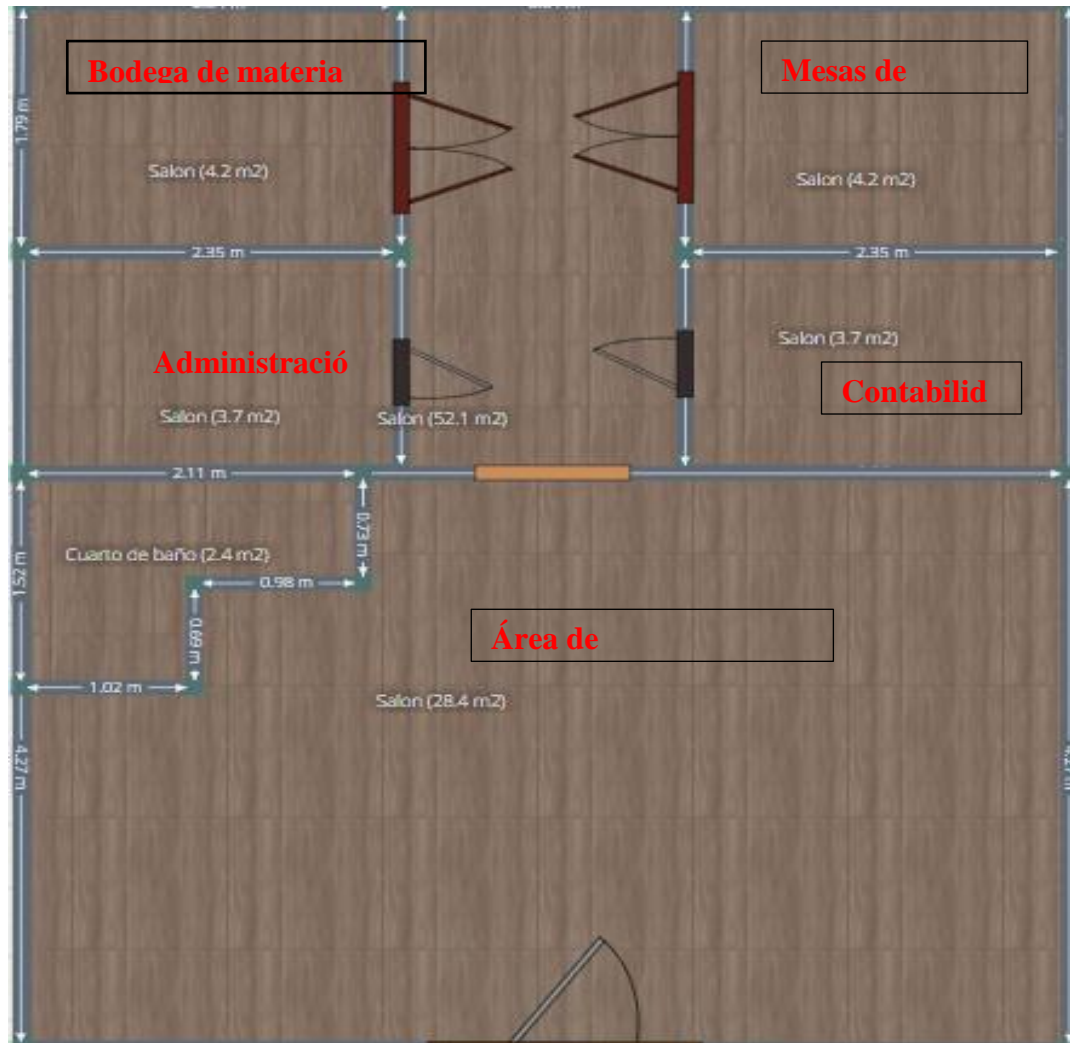 Bodega de materia
Mesas de
1.79 m
Salon (4.2 m2)
Salon (4.2 m2)
2.35 m
2.35 m
Salon (3.7 m2)
Administració
Contabilid
Salon (3.7 m2)
Salon (52.1 m2)
2.11 m
0.73 m
Cuarto de baño (2.4 m2)
1.52 m
0.98 m
0.69 m
Área de
1.02 m
Salon (28.4 m2)
4.27 m